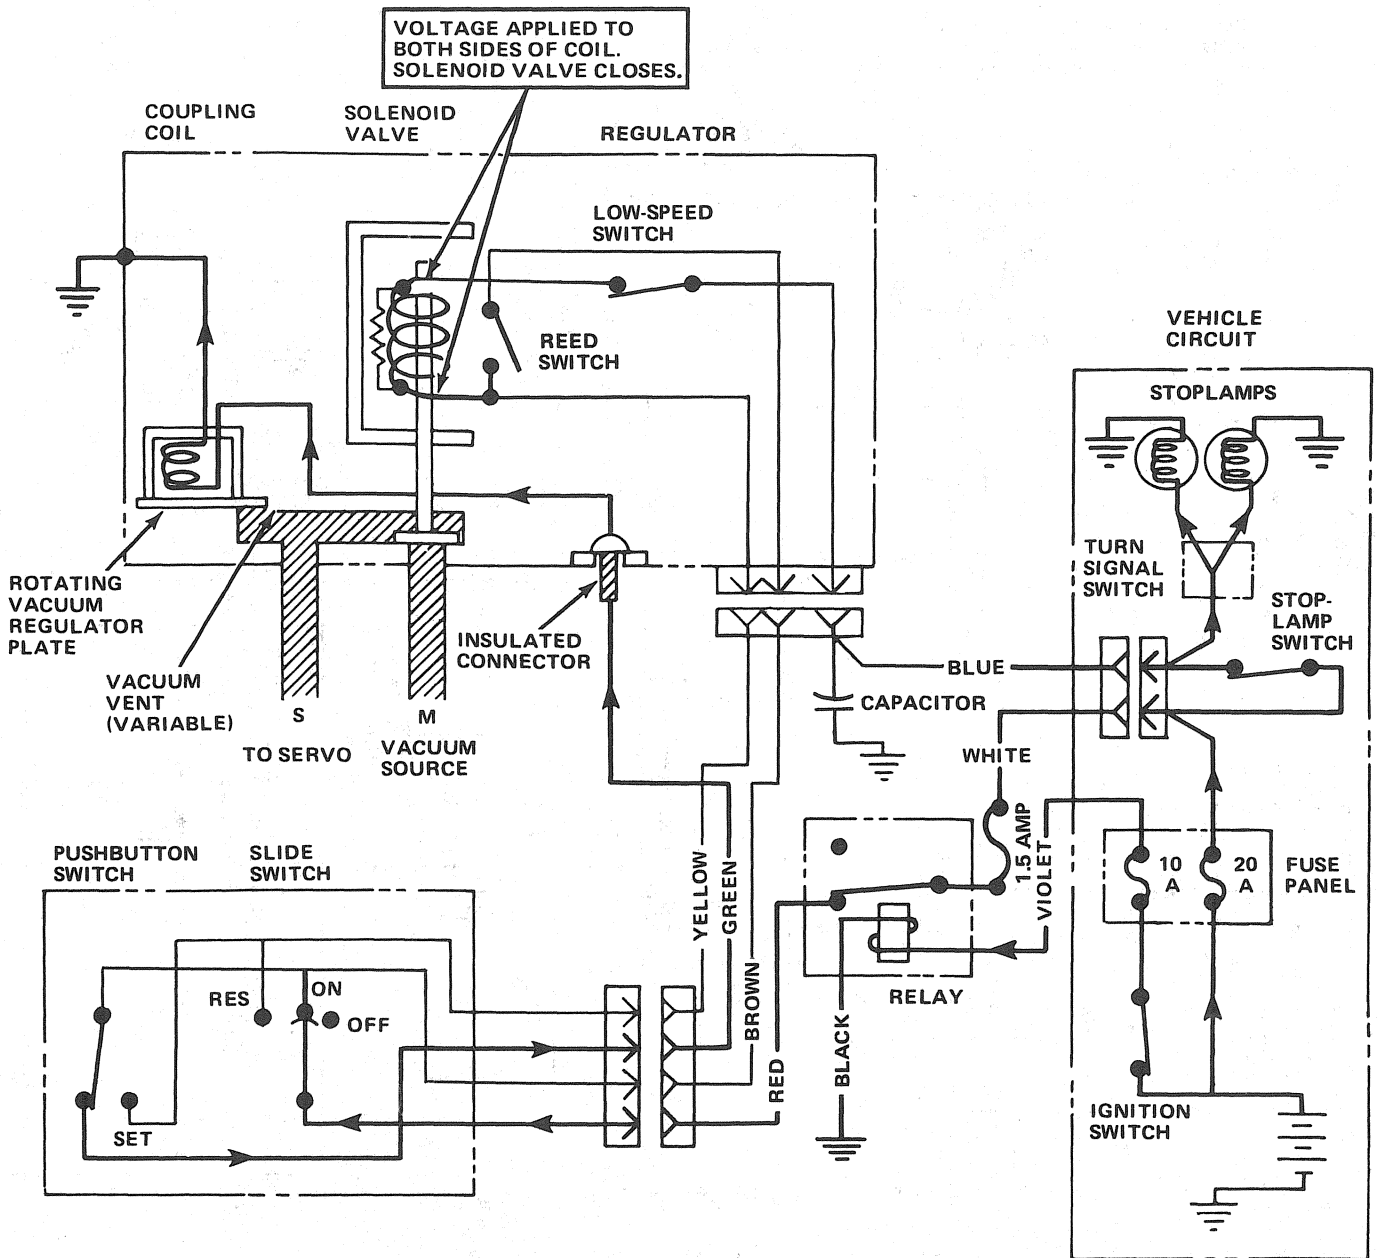 VOLTAGE APPLIED TO
BOTH SIDES OF COIL.
SOLENOID VALVE CLOSES.
COUPLING
COIL
SOLENOID
VALVE
REGULATOR
LOW-SPEED
SWITCH
REED
SWITCH
VEHICLE
CIRCUIT
STOPLAMPS
TURN
SIGNAL
SWITCH
STOP-
LAMP
SWITCH
ROTATING
VACUUM
REGULATOR
PLATE
VACUUM
VENT
(VARIABLE)
S
TO SERVO
M
VACUUM
SOURCE
INSULATED
CONNECTOR
BLUE
CAPACITOR
WHITE
1.5 AMP
VIOLET
10
A
20
A
FUSE
PANEL
PUSHBUTTON
SWITCH
SLIDE
SWITCH
YELLOW
GREEN
BROWN
RED
BLACK
RELAY
RES
ON
OFF
SET
IGNITION
SWITCH